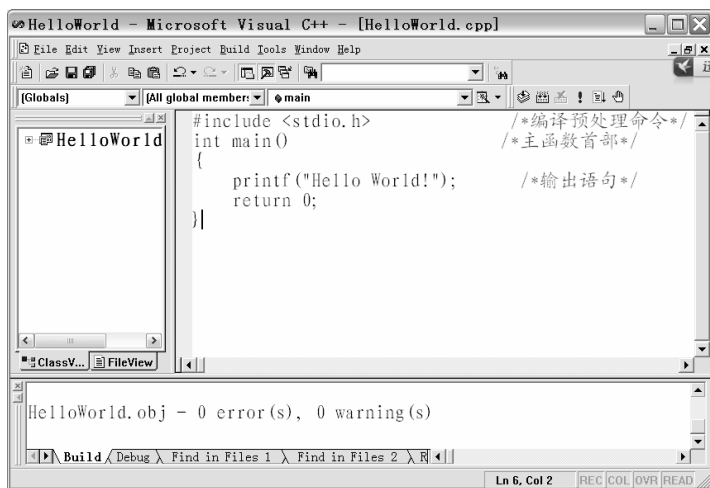 HelloWorld - Microsoft Visual C++ - [HelloWorld.cpp]
File Edit View Insert Project Build Tools Window Help
(Globals) (All global member: main
HelloWorld
#include <stdio.h> /*编译预处理命令*/
int main() /*主函数首部*/
{
printf("Hello World!"); /*输出语句*/
return 0;
}
ClassV... FileView
HelloWorld.obj - 0 error(s), 0 warning(s)
Build Debug Find in Files 1 Find in Files 2 R
Ln 6, Col 2 REC COL OVR READ